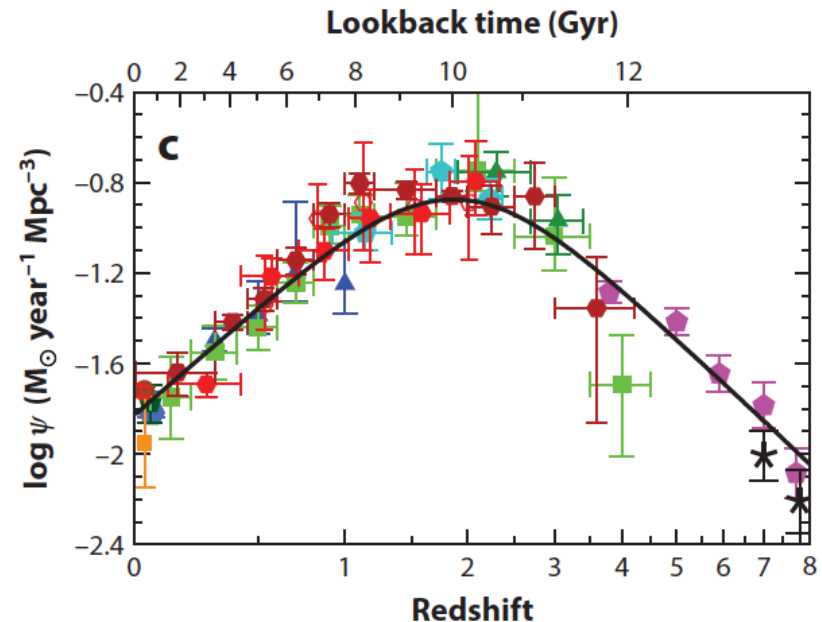 Lookback time (Gyr)
0 2 4 6 8 10 12
c
–0.4
–0.8
–1.2
–1.6
–2
–2.4
log ψ (M⊙ year⁻¹ Mpc⁻³)
0 1 2 3 4 5 6 7 8
Redshift